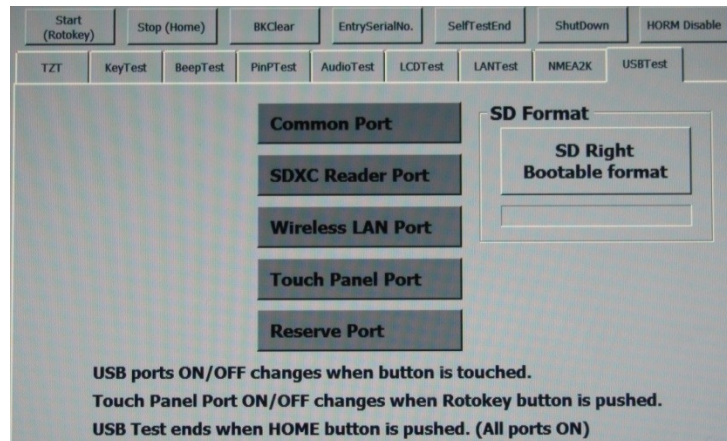 Start
(Rotokey)
Stop (Home)
BKClear
EntrySerialNo.
SelfTestEnd
ShutDown
HORM Disable
TZT
KeyTest
BeepTest
PinPTest
AudioTest
LCDTest
LANTest
NMEA2K
USBTest
Common Port
SDXC Reader Port
Wireless LAN Port
Touch Panel Port
Reserve Port
SD Format
SD Right
Bootable format
USB ports ON/OFF changes when button is touched.
Touch Panel Port ON/OFF changes when Rotokey button is pushed.
USB Test ends when HOME button is pushed. (All ports ON)